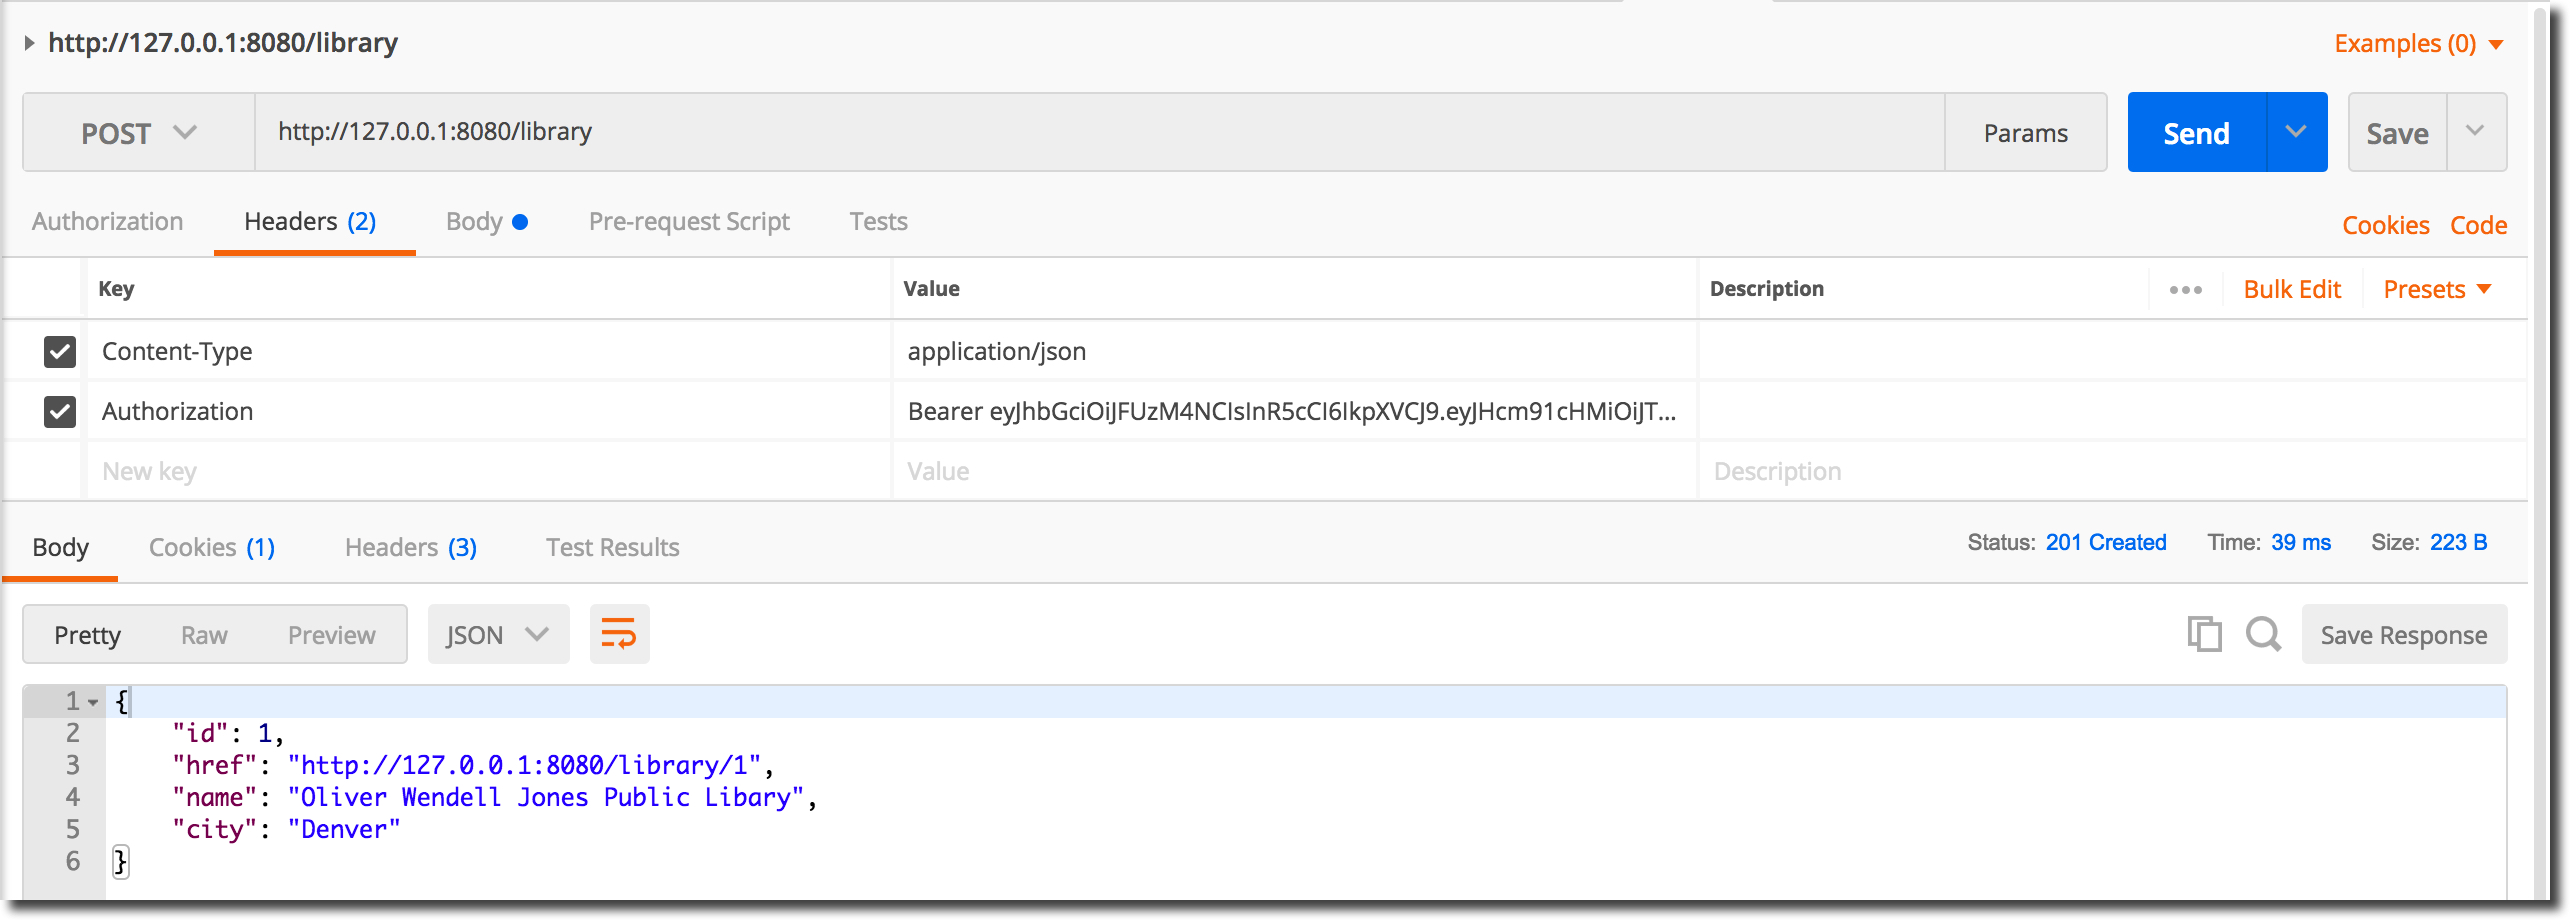 http://127.0.0.1:8080/library Examples (0)
POST http://127.0.0.1:8080/library Params Send Save
Authorization Headers (2) Body Pre-request Script Tests Cookies Code
Key Value Description ••• Bulk Edit Presets
Content-Type application/json
Authorization Bearer eyJhbGciOiJFUzM4NCIsInR5cCI6IkpXVCJ9.eyJHcm91cHMiOiJT...
New key Value Description
Body Cookies (1) Headers (3) Test Results Status: 201 Created Time: 39 ms Size: 223 B
Pretty Raw Preview JSON Save Response
1 {
2 "id": 1,
3 "href": "http://127.0.0.1:8080/library/1",
4 "name": "Oliver Wendell Jones Public Libary",
5 "city": "Denver"
6 }